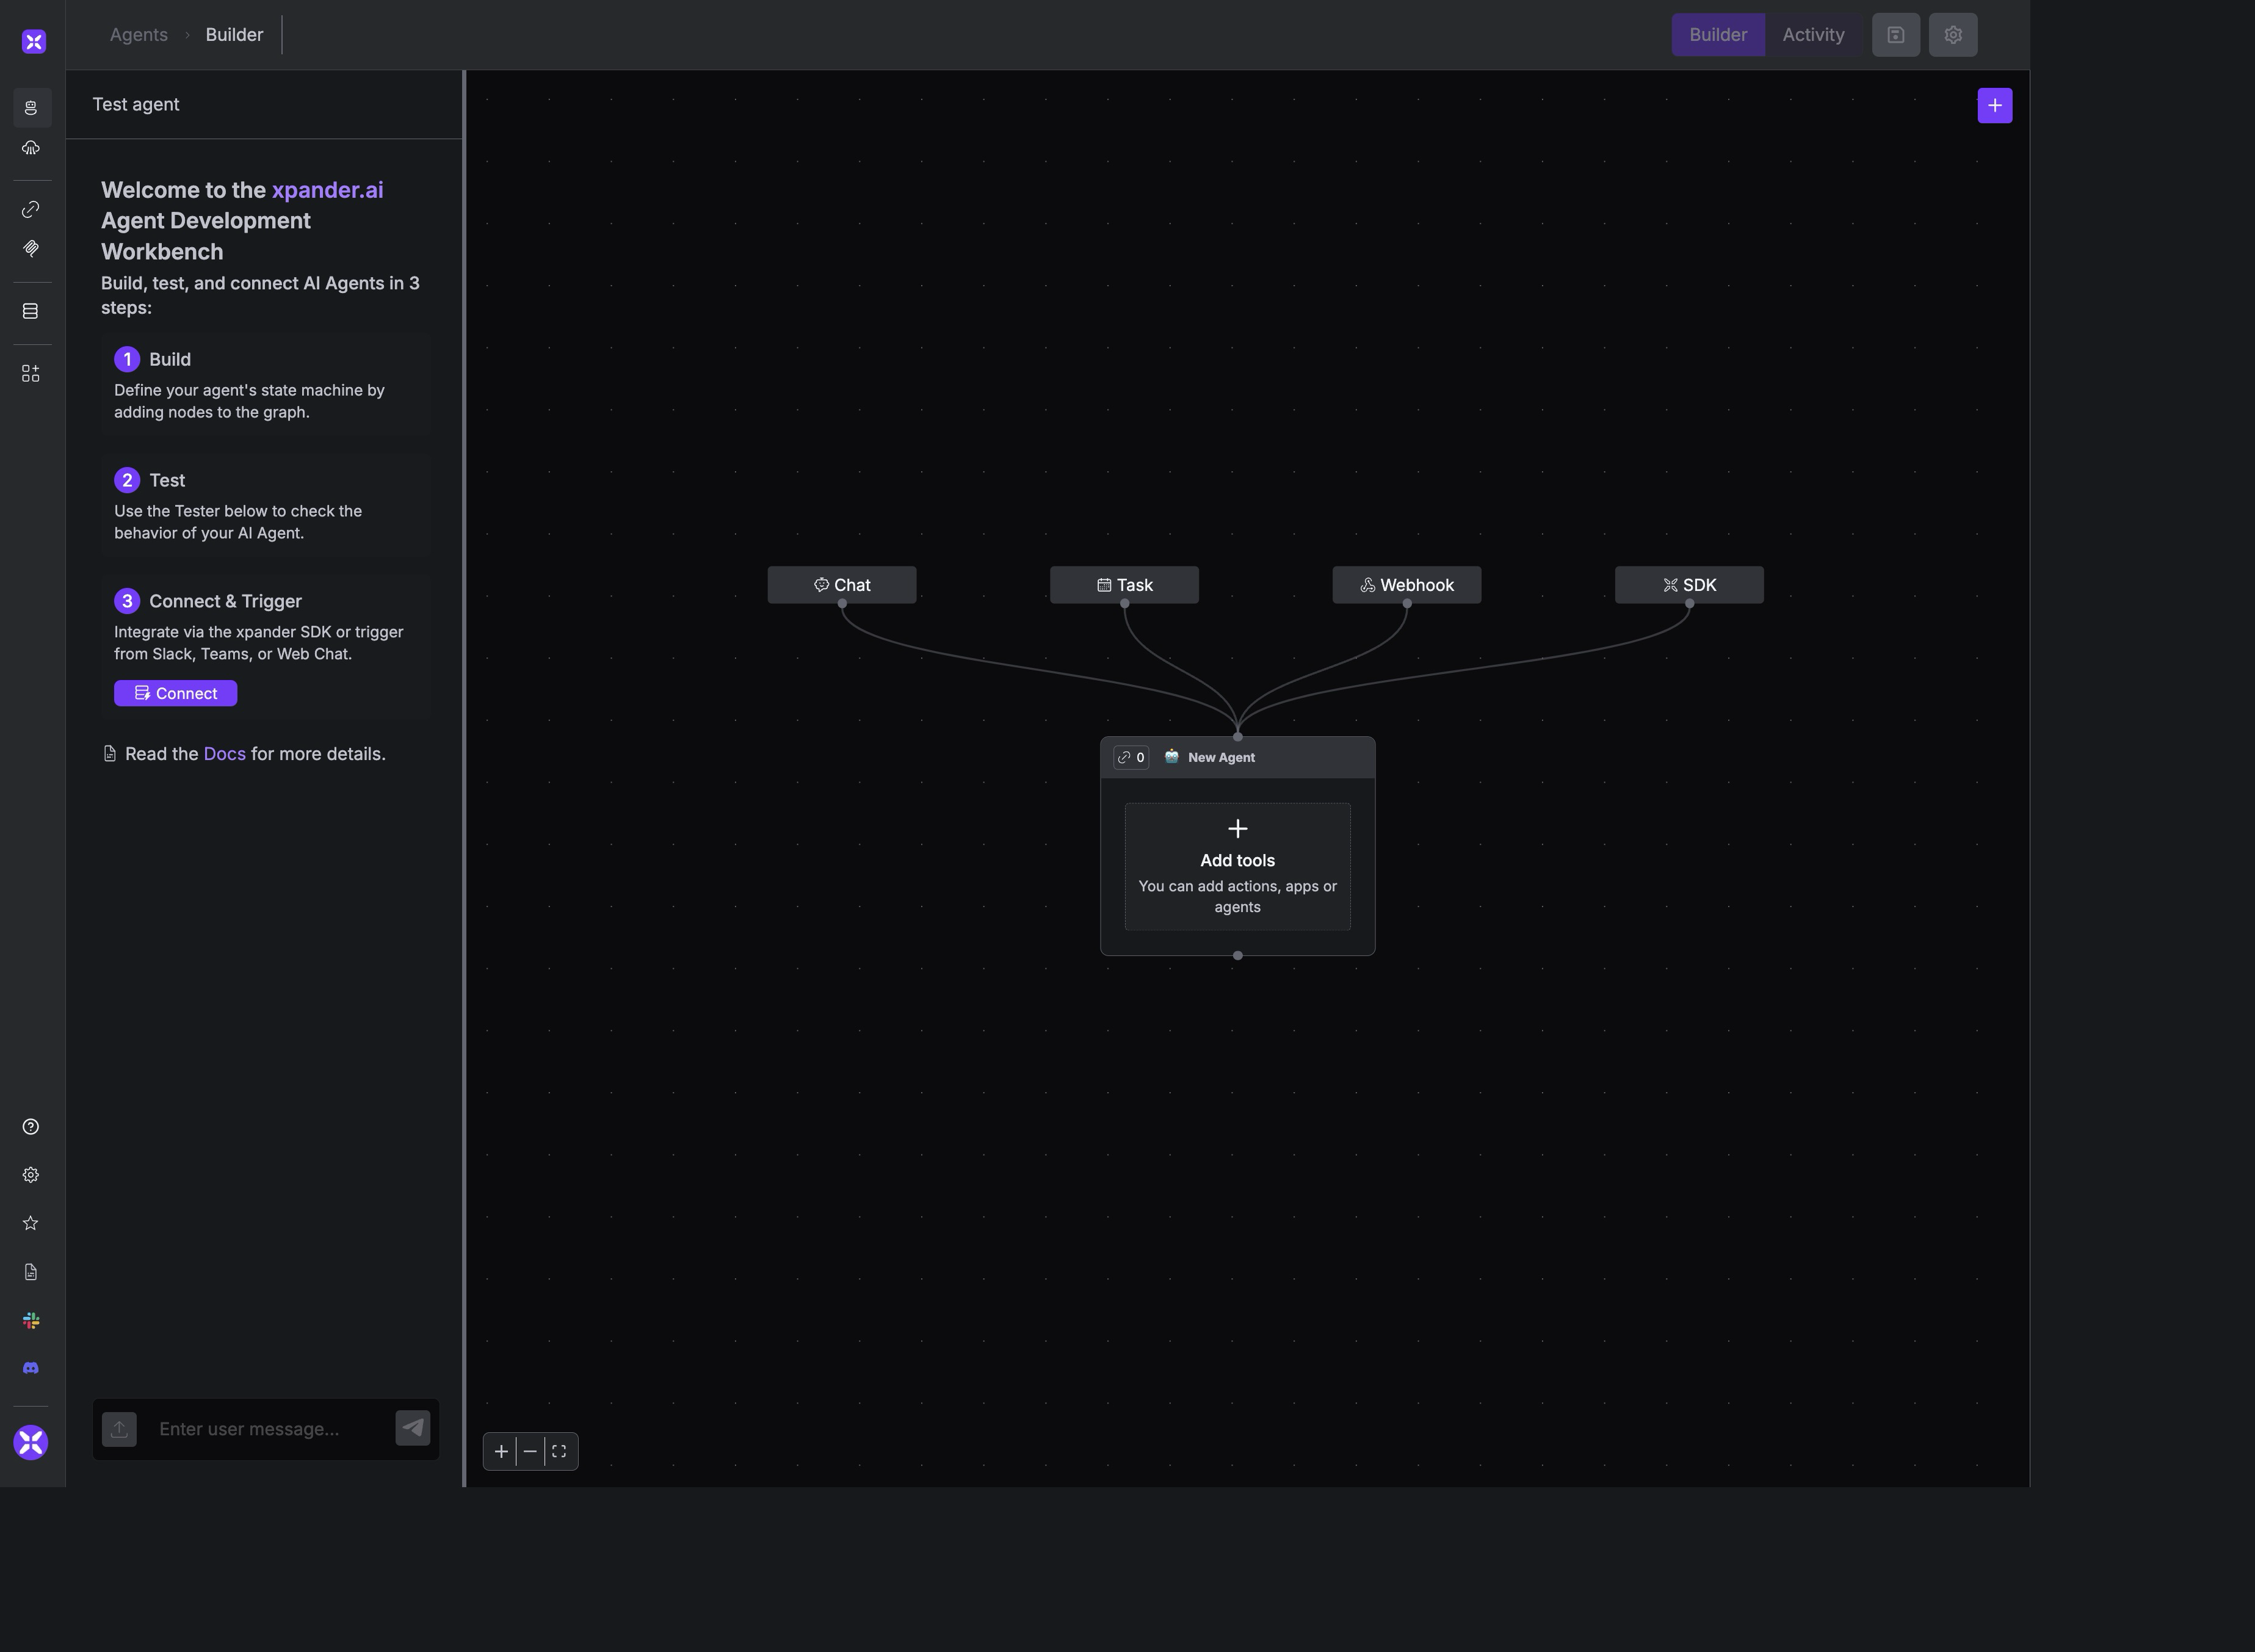 Agents › Builder
Builder
Activity
Test agent
Welcome to the xpander.ai
Agent Development
Workbench
Build, test, and connect AI Agents in 3
steps:
1 Build
Define your agent's state machine by
adding nodes to the graph.
2 Test
Use the Tester below to check the
behavior of your AI Agent.
3 Connect & Trigger
Integrate via the xpander SDK or trigger
from Slack, Teams, or Web Chat.
Connect
Read the Docs for more details.
Enter user message...
Chat
Task
Webhook
SDK
0 New Agent
Add tools
You can add actions, apps or
agents